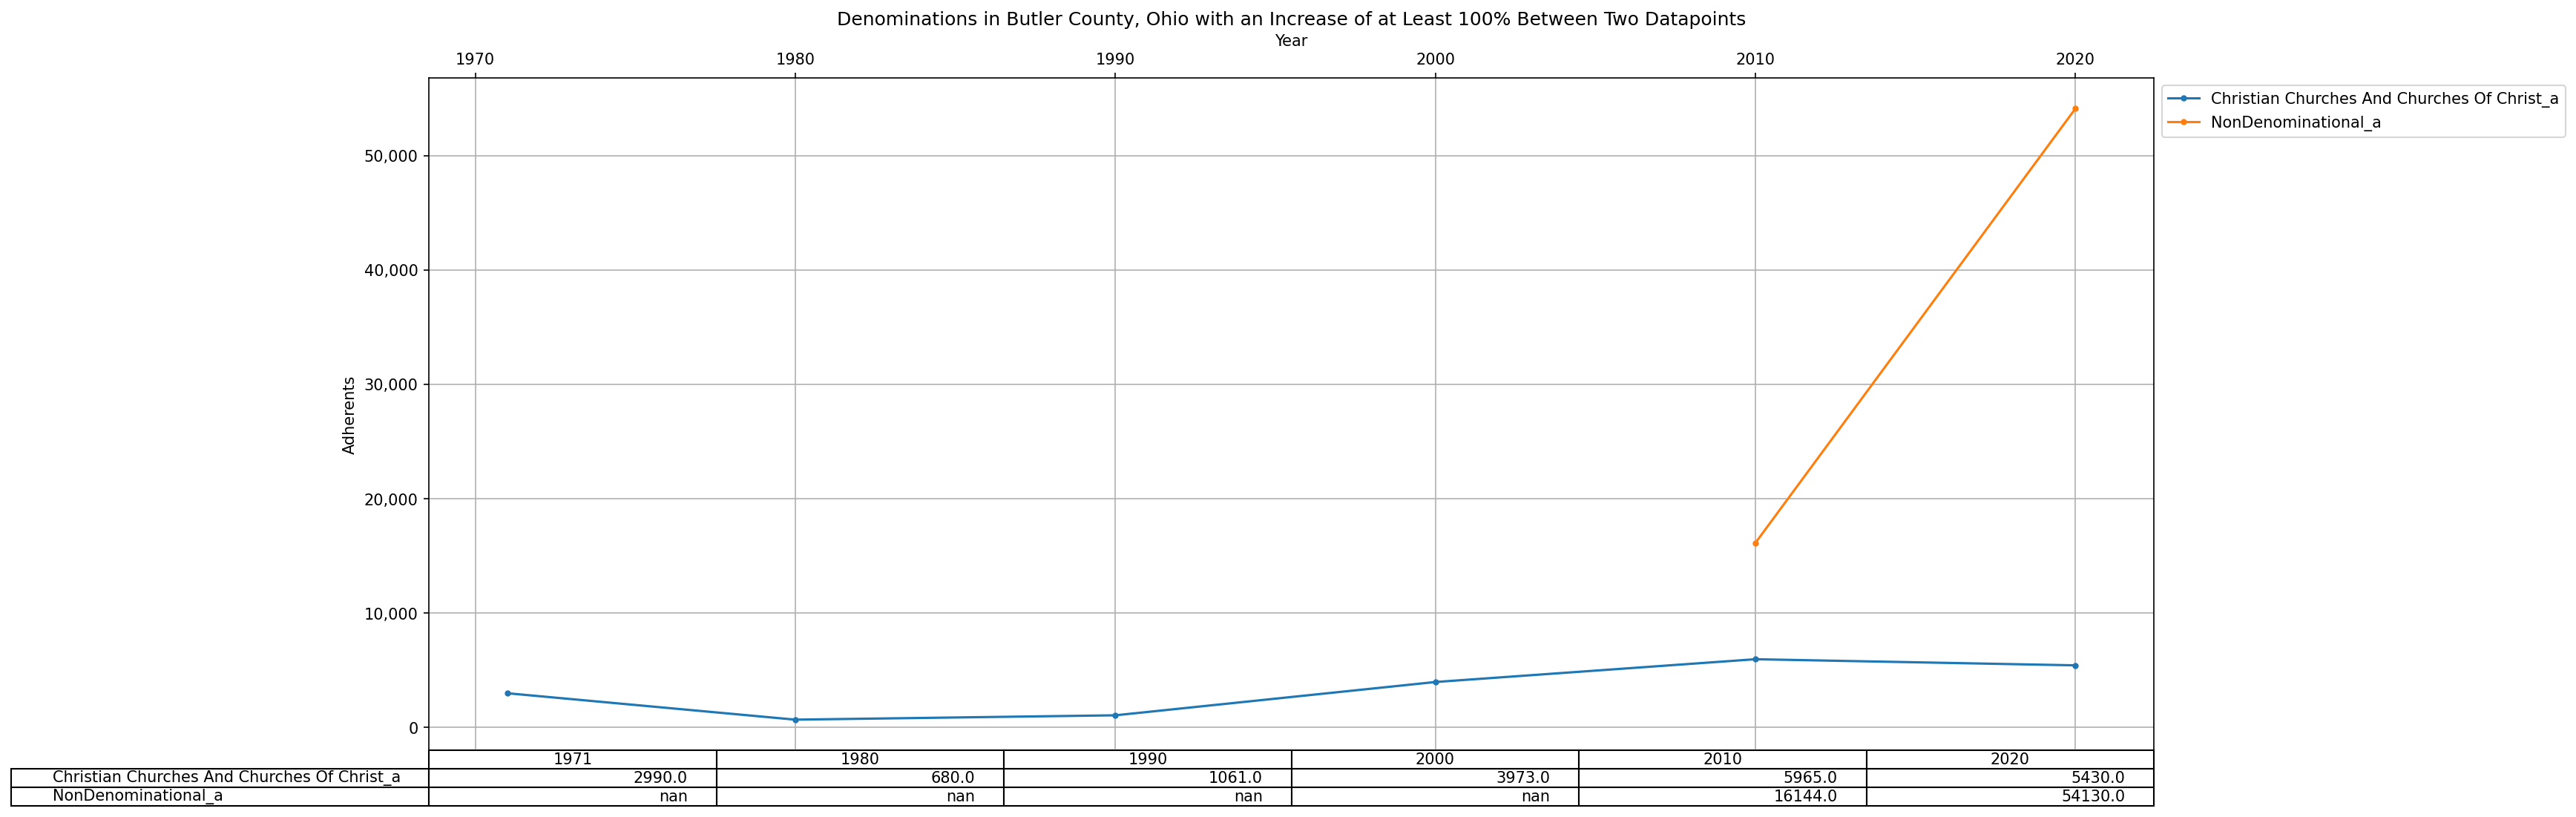 Denominations in Butler County, Ohio with an Increase of at Least 100% Between Two Datapoints
Year
1970 1980 1990 2000 2010 2020
Christian Churches And Churches Of Christ_a
NonDenominational_a
50,000
40,000
30,000
20,000
10,000
0
Adherents
1971 1980 1990 2000 2010 2020
Christian Churches And Churches Of Christ_a 2990.0 680.0 1061.0 3973.0 5965.0 5430.0
NonDenominational_a nan nan nan nan 16144.0 54130.0